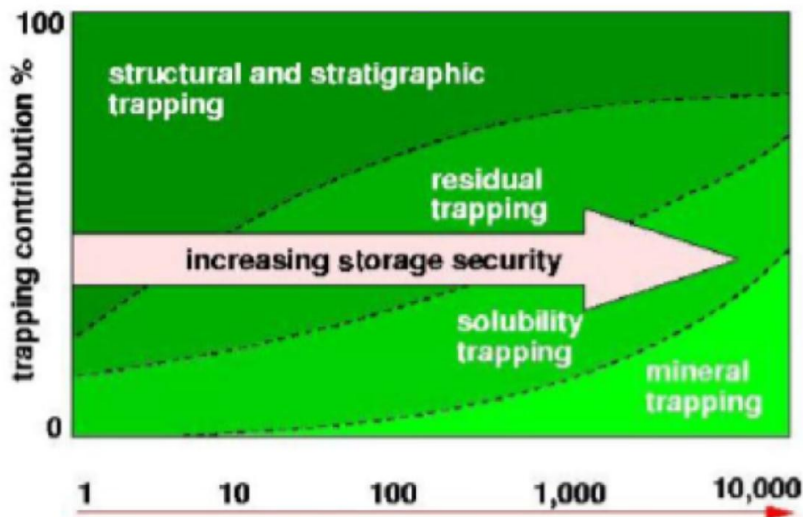 100
structural and stratigraphic
trapping
trapping contribution %
residual
trapping
increasing storage security
solubility
trapping
mineral
trapping
0
1 10 100 1,000 10,000